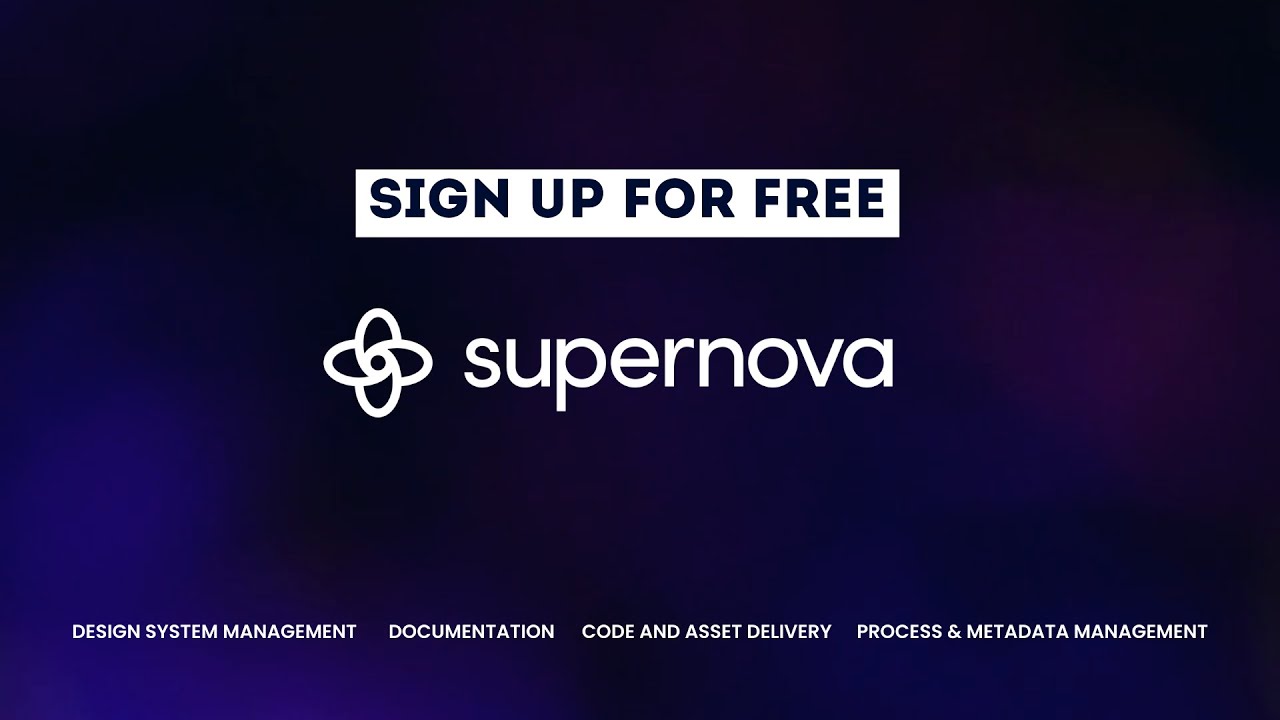 SIGN UP FOR FREE
supernova
DESIGN SYSTEM MANAGEMENT DOCUMENTATION CODE AND ASSET DELIVERY PROCESS & METADATA MANAGEMENT